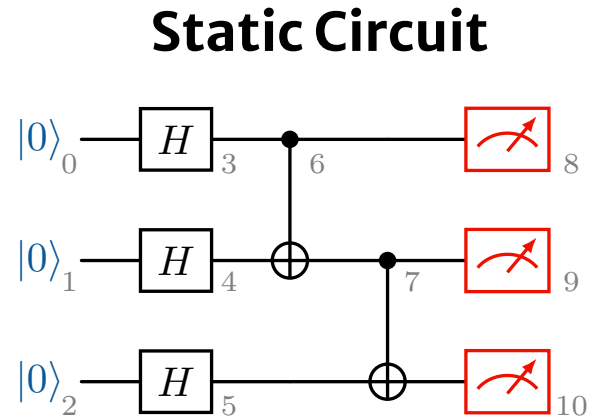 Static Circuit
|0⟩ 0 H 3 6 8
|0⟩ 1 H 4 7 9
|0⟩ 2 H 5 10